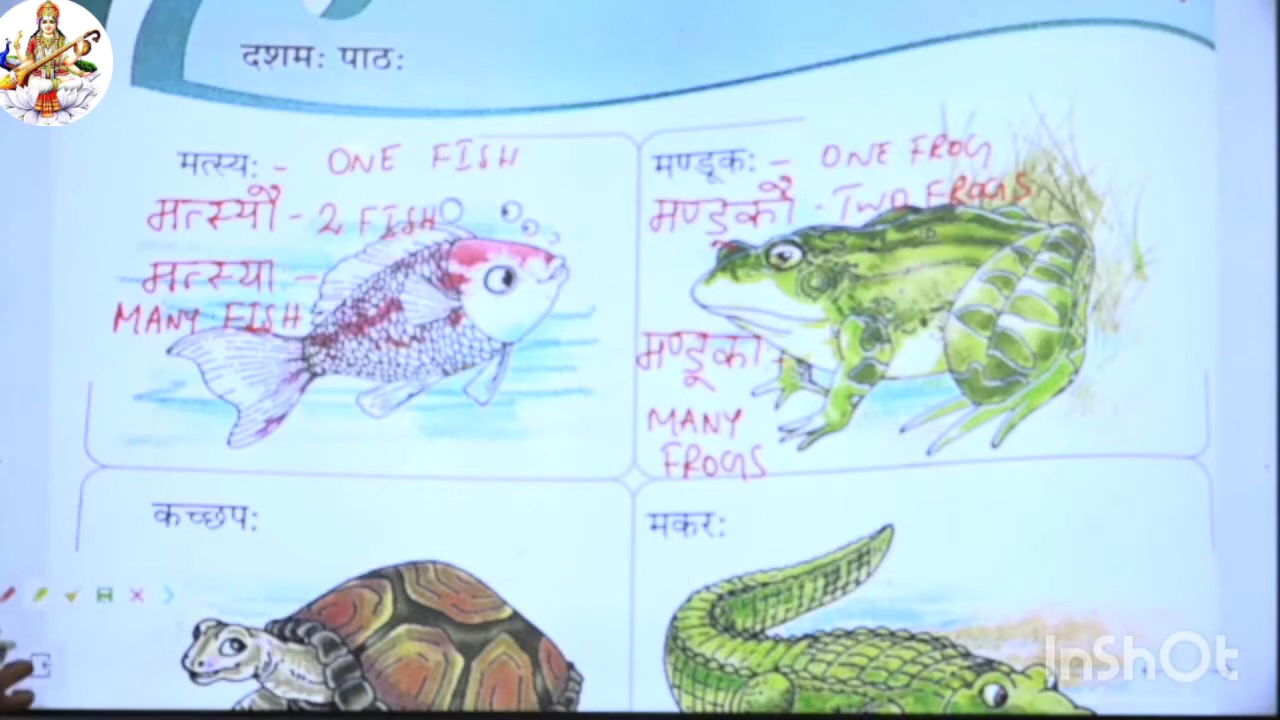 दशमः पाठः
मत्स्यः - ONE FISH
मत्स्यौ - 2 FISH
मत्स्या -
MANY FISH
मण्डूकः - ONE FROG
मण्डूकौ - TWO FROGS
मण्डूका -
MANY
FROGS
कच्छपः
मकरः
InShOt